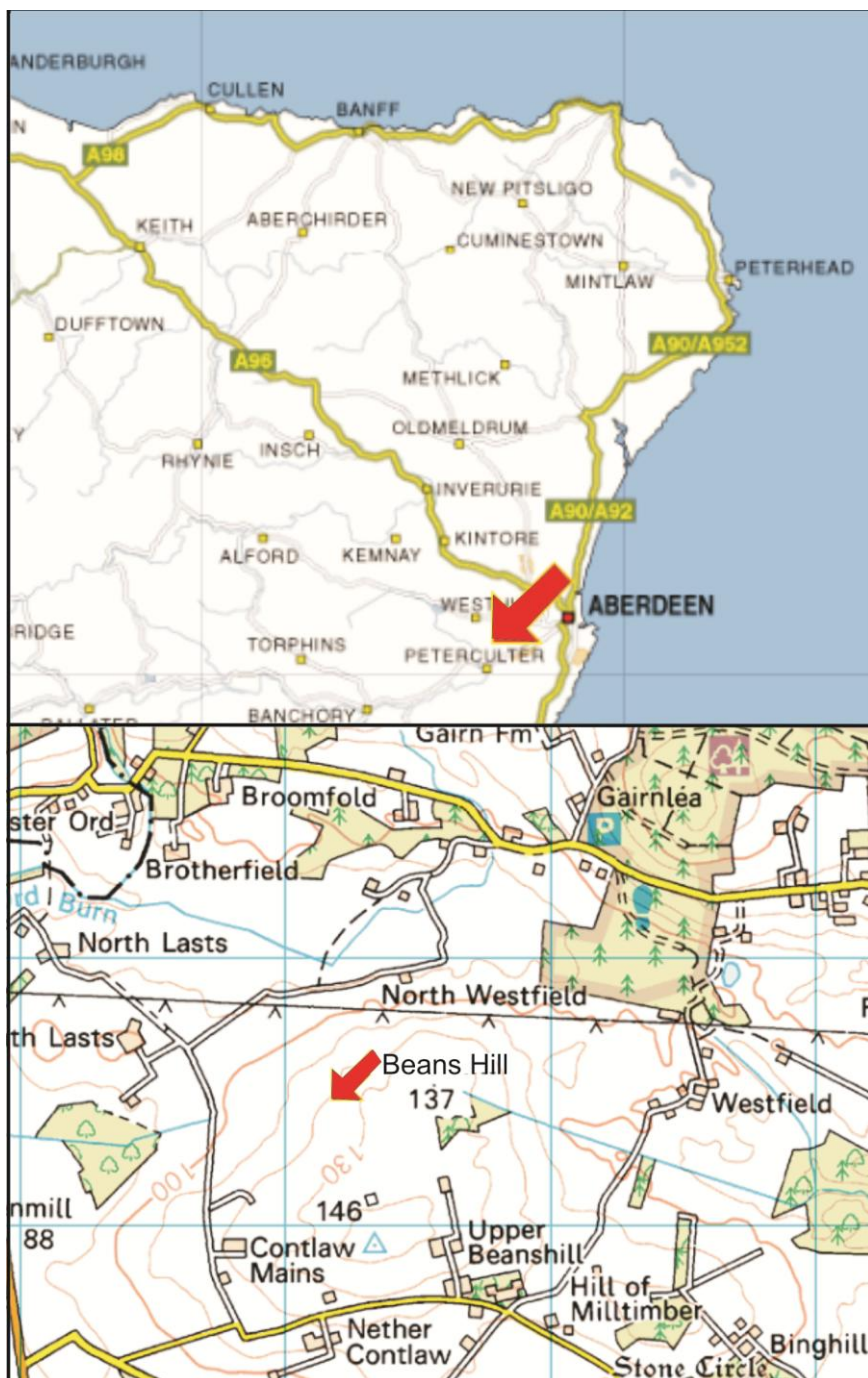 ANDERBURGH
CULLEN
BANFF
A98
NEW PITSLIGO
KEITH
ABERCHIRDER
CUMINESTOWN
MINTLAW
PETERHEAD
DUFFTOWN
A96
A90/A952
METHLICK
OLDMELDRUM
RHYNIE
INSCH
INVERURIE
A90/A92
KINTORE
ALFORD
KEMNAY
ABERDEEN
RIDGE
TORPHINS
PETERCULTER
BANCHORY
Gairn Fm
Broomfold
Gairnlea
P
ster Ord
Brotherfield
rd Burn
North Lasts
North Westfield
th Lasts
Beans Hill
137
Westfield
100
130
nmill
88
146
Contlaw
Mains
Upper
Beanshill
Hill of
Milltimber
Nether
Contlaw
Binghill
Stone Circle